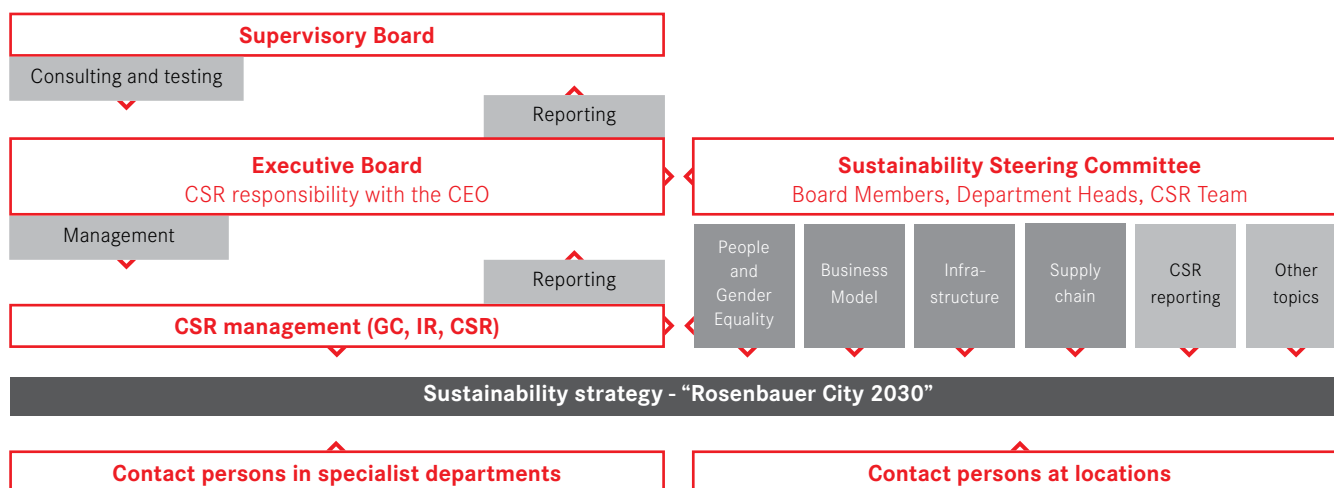 Supervisory Board
Consulting and testing
Reporting
Executive Board
CSR responsibility with the CEO
Sustainability Steering Committee
Board Members, Department Heads, CSR Team
Management
Reporting
People
and
Gender
Equality
Business
Model
Infra-
structure
Supply
chain
CSR
reporting
Other
topics
CSR management (GC, IR, CSR)
Sustainability strategy - “Rosenbauer City 2030”
Contact persons in specialist departments
Contact persons at locations